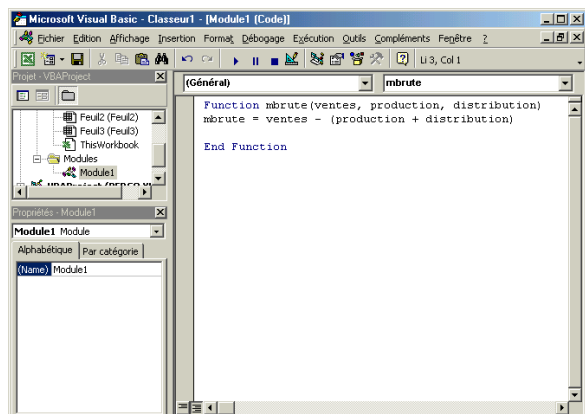 Microsoft Visual Basic - Classeur1 - [Module1 (Code)]
Fichier Edition Affichage Insertion Format Débogage Exécution Outils Compléments Fenêtre ?
Li 3, Col 1
Projet - VBAProject
Feuil2 (Feuil2)
Feuil3 (Feuil3)
ThisWorkbook
Modules
Module1
Propriétés - Module1
Module1 Module
Alphabétique Par catégorie
(Name) Module1
(Général) mbrute
Function mbrute(ventes, production, distribution)
mbrute = ventes - (production + distribution)
End Function